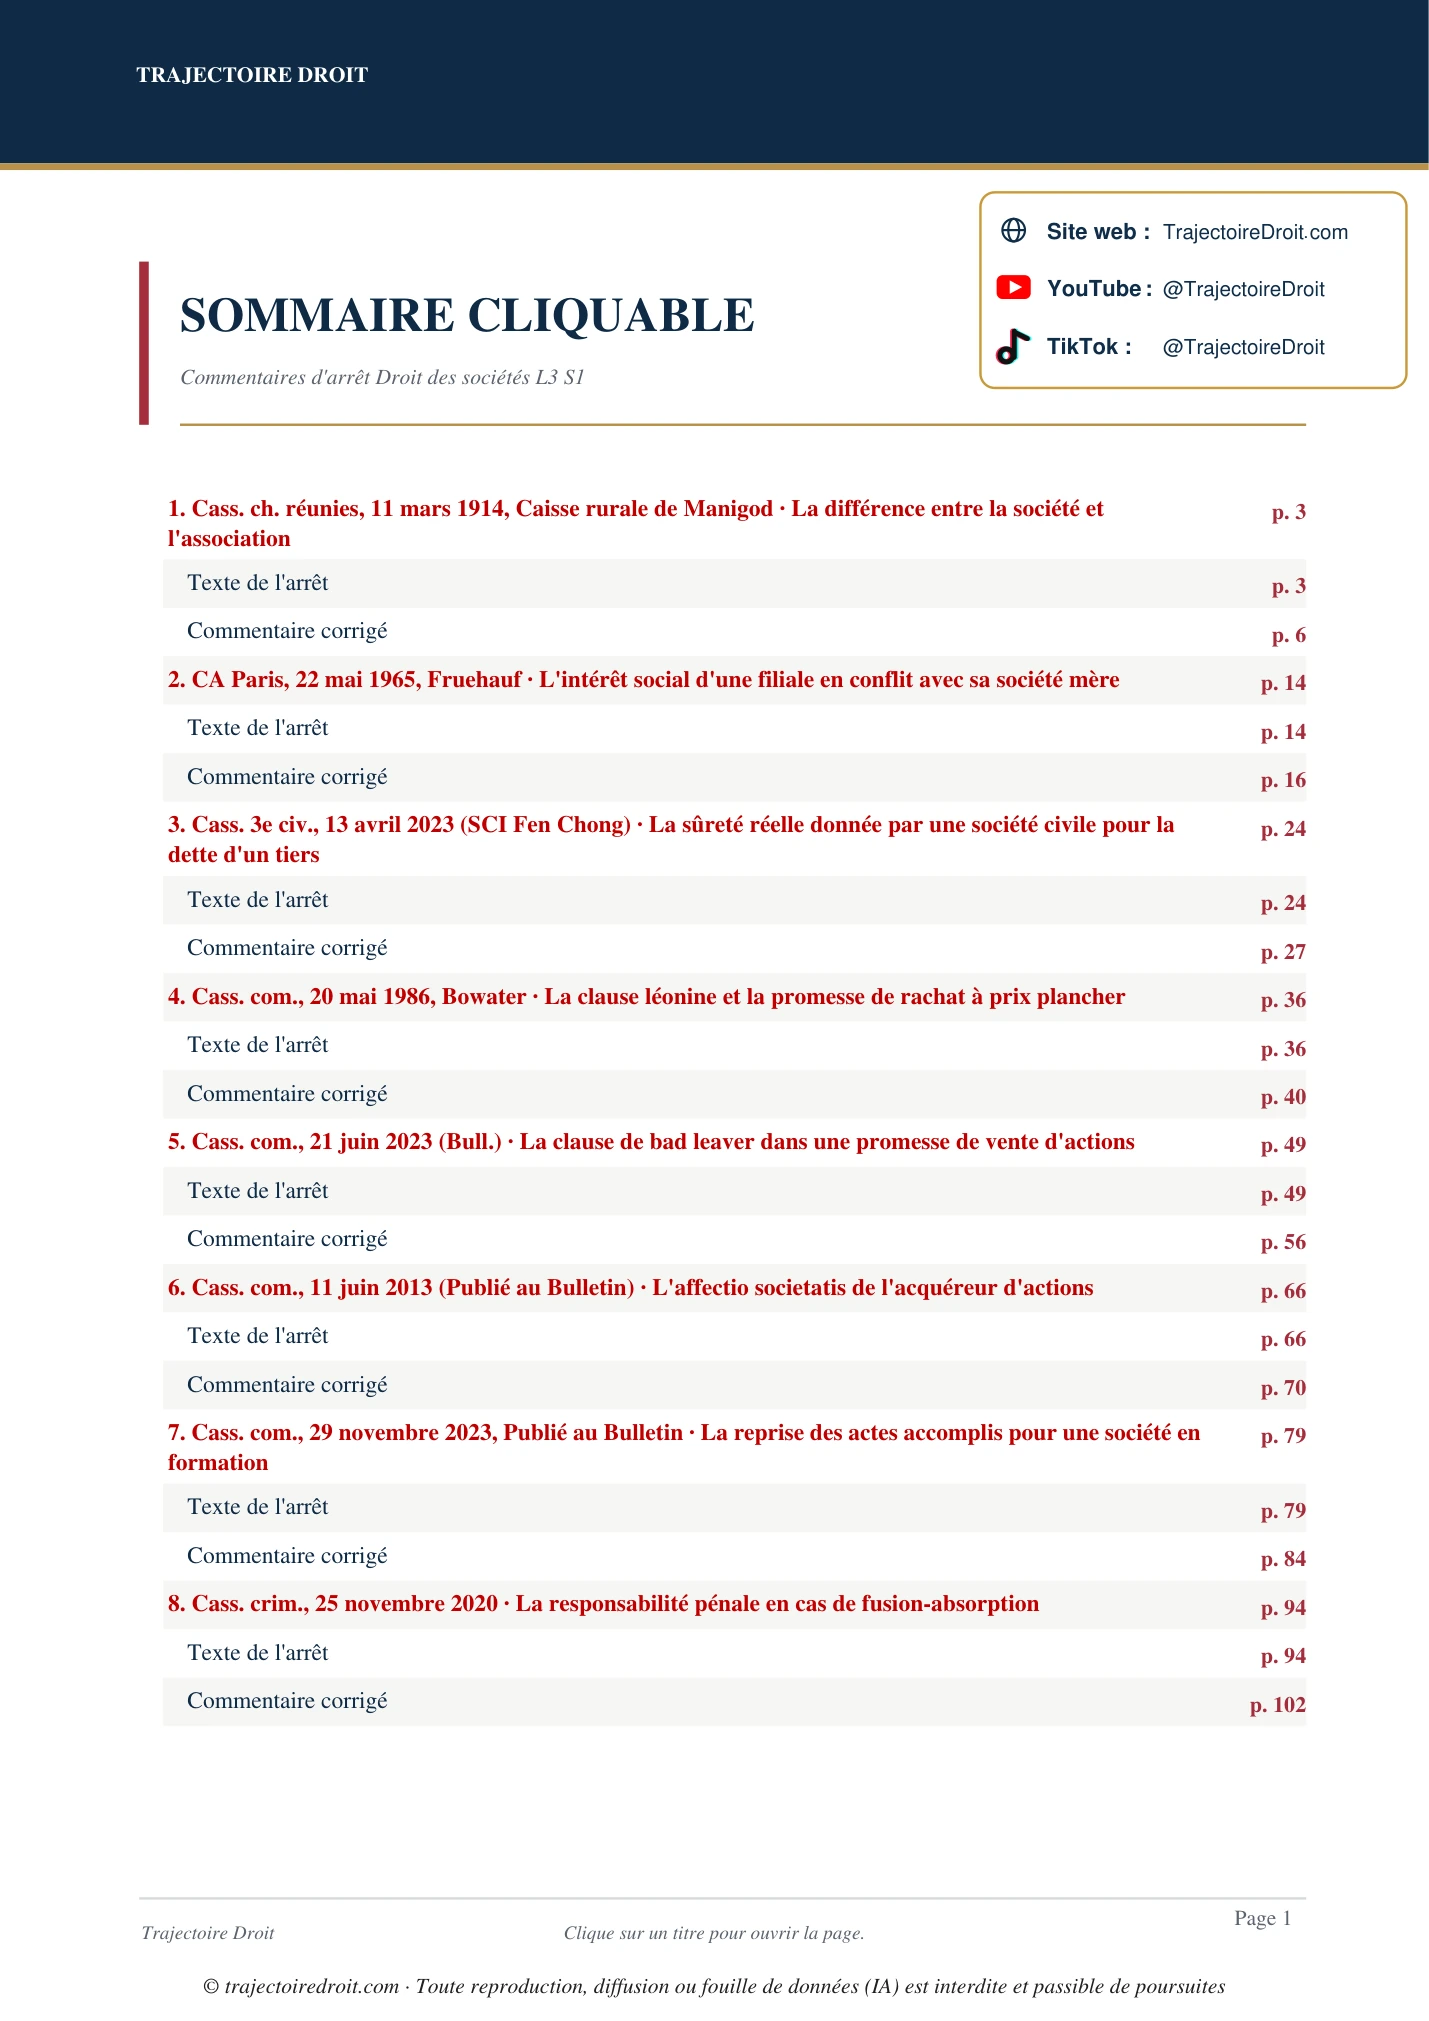 TRAJECTOIRE DROIT
Site web : TrajectoireDroit.com
YouTube : @TrajectoireDroit
TikTok : @TrajectoireDroit
SOMMAIRE CLIQUABLE
Commentaires d'arrêt Droit des sociétés L3 S1
1. Cass. ch. réunies, 11 mars 1914, Caisse rurale de Manigod · La différence entre la société et p. 3
l'association
Texte de l'arrêt p. 3
Commentaire corrigé p. 6
2. CA Paris, 22 mai 1965, Fruehauf · L'intérêt social d'une filiale en conflit avec sa société mère p. 14
Texte de l'arrêt p. 14
Commentaire corrigé p. 16
3. Cass. 3e civ., 13 avril 2023 (SCI Fen Chong) · La sûreté réelle donnée par une société civile pour la p. 24
dette d'un tiers
Texte de l'arrêt p. 24
Commentaire corrigé p. 27
4. Cass. com., 20 mai 1986, Bowater · La clause léonine et la promesse de rachat à prix plancher p. 36
Texte de l'arrêt p. 36
Commentaire corrigé p. 40
5. Cass. com., 21 juin 2023 (Bull.) · La clause de bad leaver dans une promesse de vente d'actions p. 49
Texte de l'arrêt p. 49
Commentaire corrigé p. 56
6. Cass. com., 11 juin 2013 (Publié au Bulletin) · L'affectio societatis de l'acquéreur d'actions p. 66
Texte de l'arrêt p. 66
Commentaire corrigé p. 70
7. Cass. com., 29 novembre 2023, Publié au Bulletin · La reprise des actes accomplis pour une société en p. 79
formation
Texte de l'arrêt p. 79
Commentaire corrigé p. 84
8. Cass. crim., 25 novembre 2020 · La responsabilité pénale en cas de fusion-absorption p. 94
Texte de l'arrêt p. 94
Commentaire corrigé p. 102
Page 1
Trajectoire Droit Clique sur un titre pour ouvrir la page.
© trajectoiredroit.com · Toute reproduction, diffusion ou fouille de données (IA) est interdite et passible de poursuites